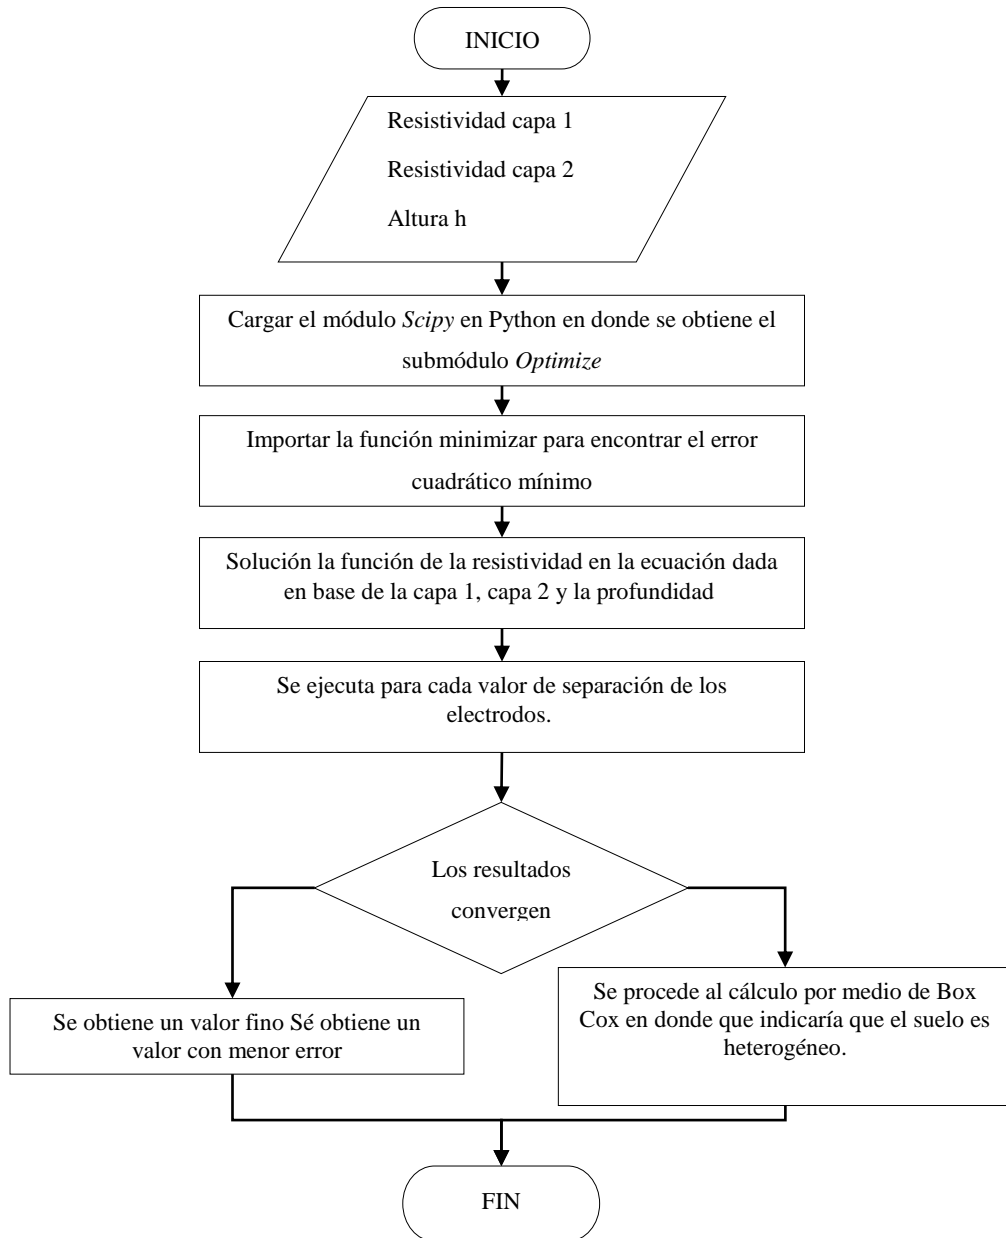 INICIO
Resistividad capa 1
Resistividad capa 2
Altura h
Cargar el módulo Scipy en Python en donde se obtiene el
submódulo Optimize
Importar la función minimizar para encontrar el error
cuadrático mínimo
Solución la función de la resistividad en la ecuación dada
en base de la capa 1, capa 2 y la profundidad
Se ejecuta para cada valor de separación de los
electrodos.
Los resultados
convergen
Se obtiene un valor fino Sé obtiene un
valor con menor error
Se procede al cálculo por medio de Box
Cox en donde que indicaría que el suelo es
heterogéneo.
FIN